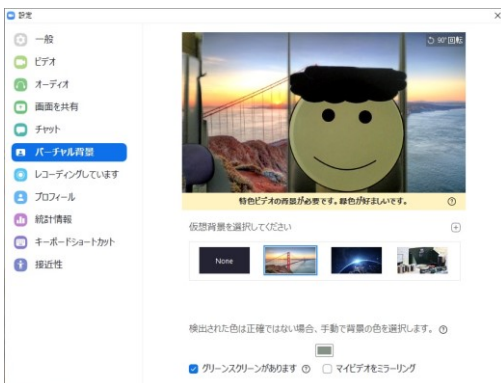 設定
一般
ビデオ
オーディオ
画面を共有
チャット
バーチャル背景
レコーディングしています
プロフィール
統計情報
キーボードショートカット
接近性
90°回転
特色ビデオの背景が必要です。緑色が好ましいです。
仮想背景を選択してください
None
検出された色は正確ではない場合、手動で背景の色を選択します。
グリーンスクリーンがあります
マイビデオをミラーリング